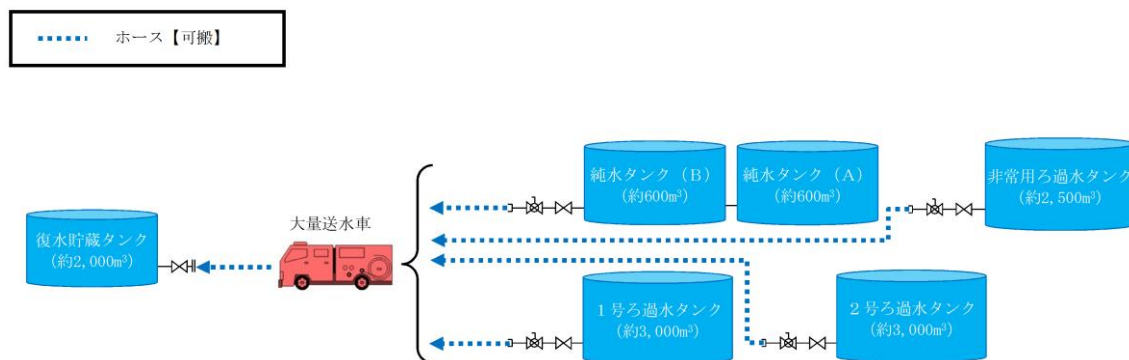 ホース【可搬】
純水タンク（B）
（約600m³）
純水タンク（A）
（約600m³）
非常用ろ過水タンク
（約2,500m³）
大量送水車
復水貯蔵タンク
（約2,000m³）
１号ろ過水タンク
（約3,000m³）
２号ろ過水タンク
（約3,000m³）